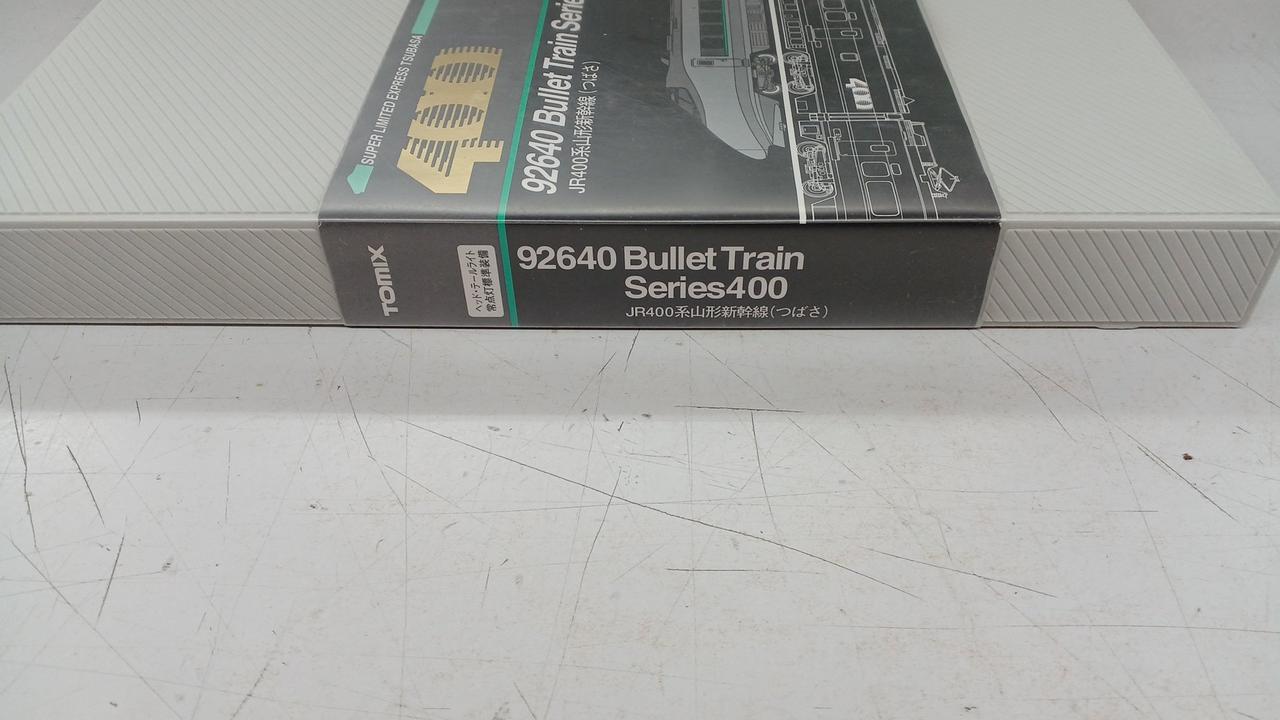 SUPER LIMITED EXPRESS TSUBASA
400
92640 Bullet Train Serie
JR400系山形新幹線(つばさ)
400
TOMIX
ヘッド・テールライト
常点灯標準装備
92640 Bullet Train
Series400
JR400系山形新幹線(つばさ)